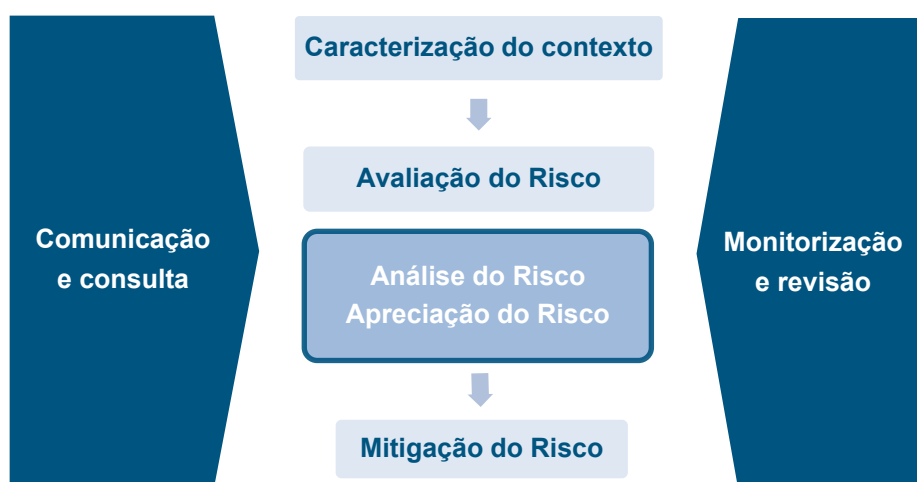 Caracterização do contexto
Avaliação do Risco
Comunicação
e consulta
Análise do Risco
Apreciação do Risco
Monitorização
e revisão
Mitigação do Risco